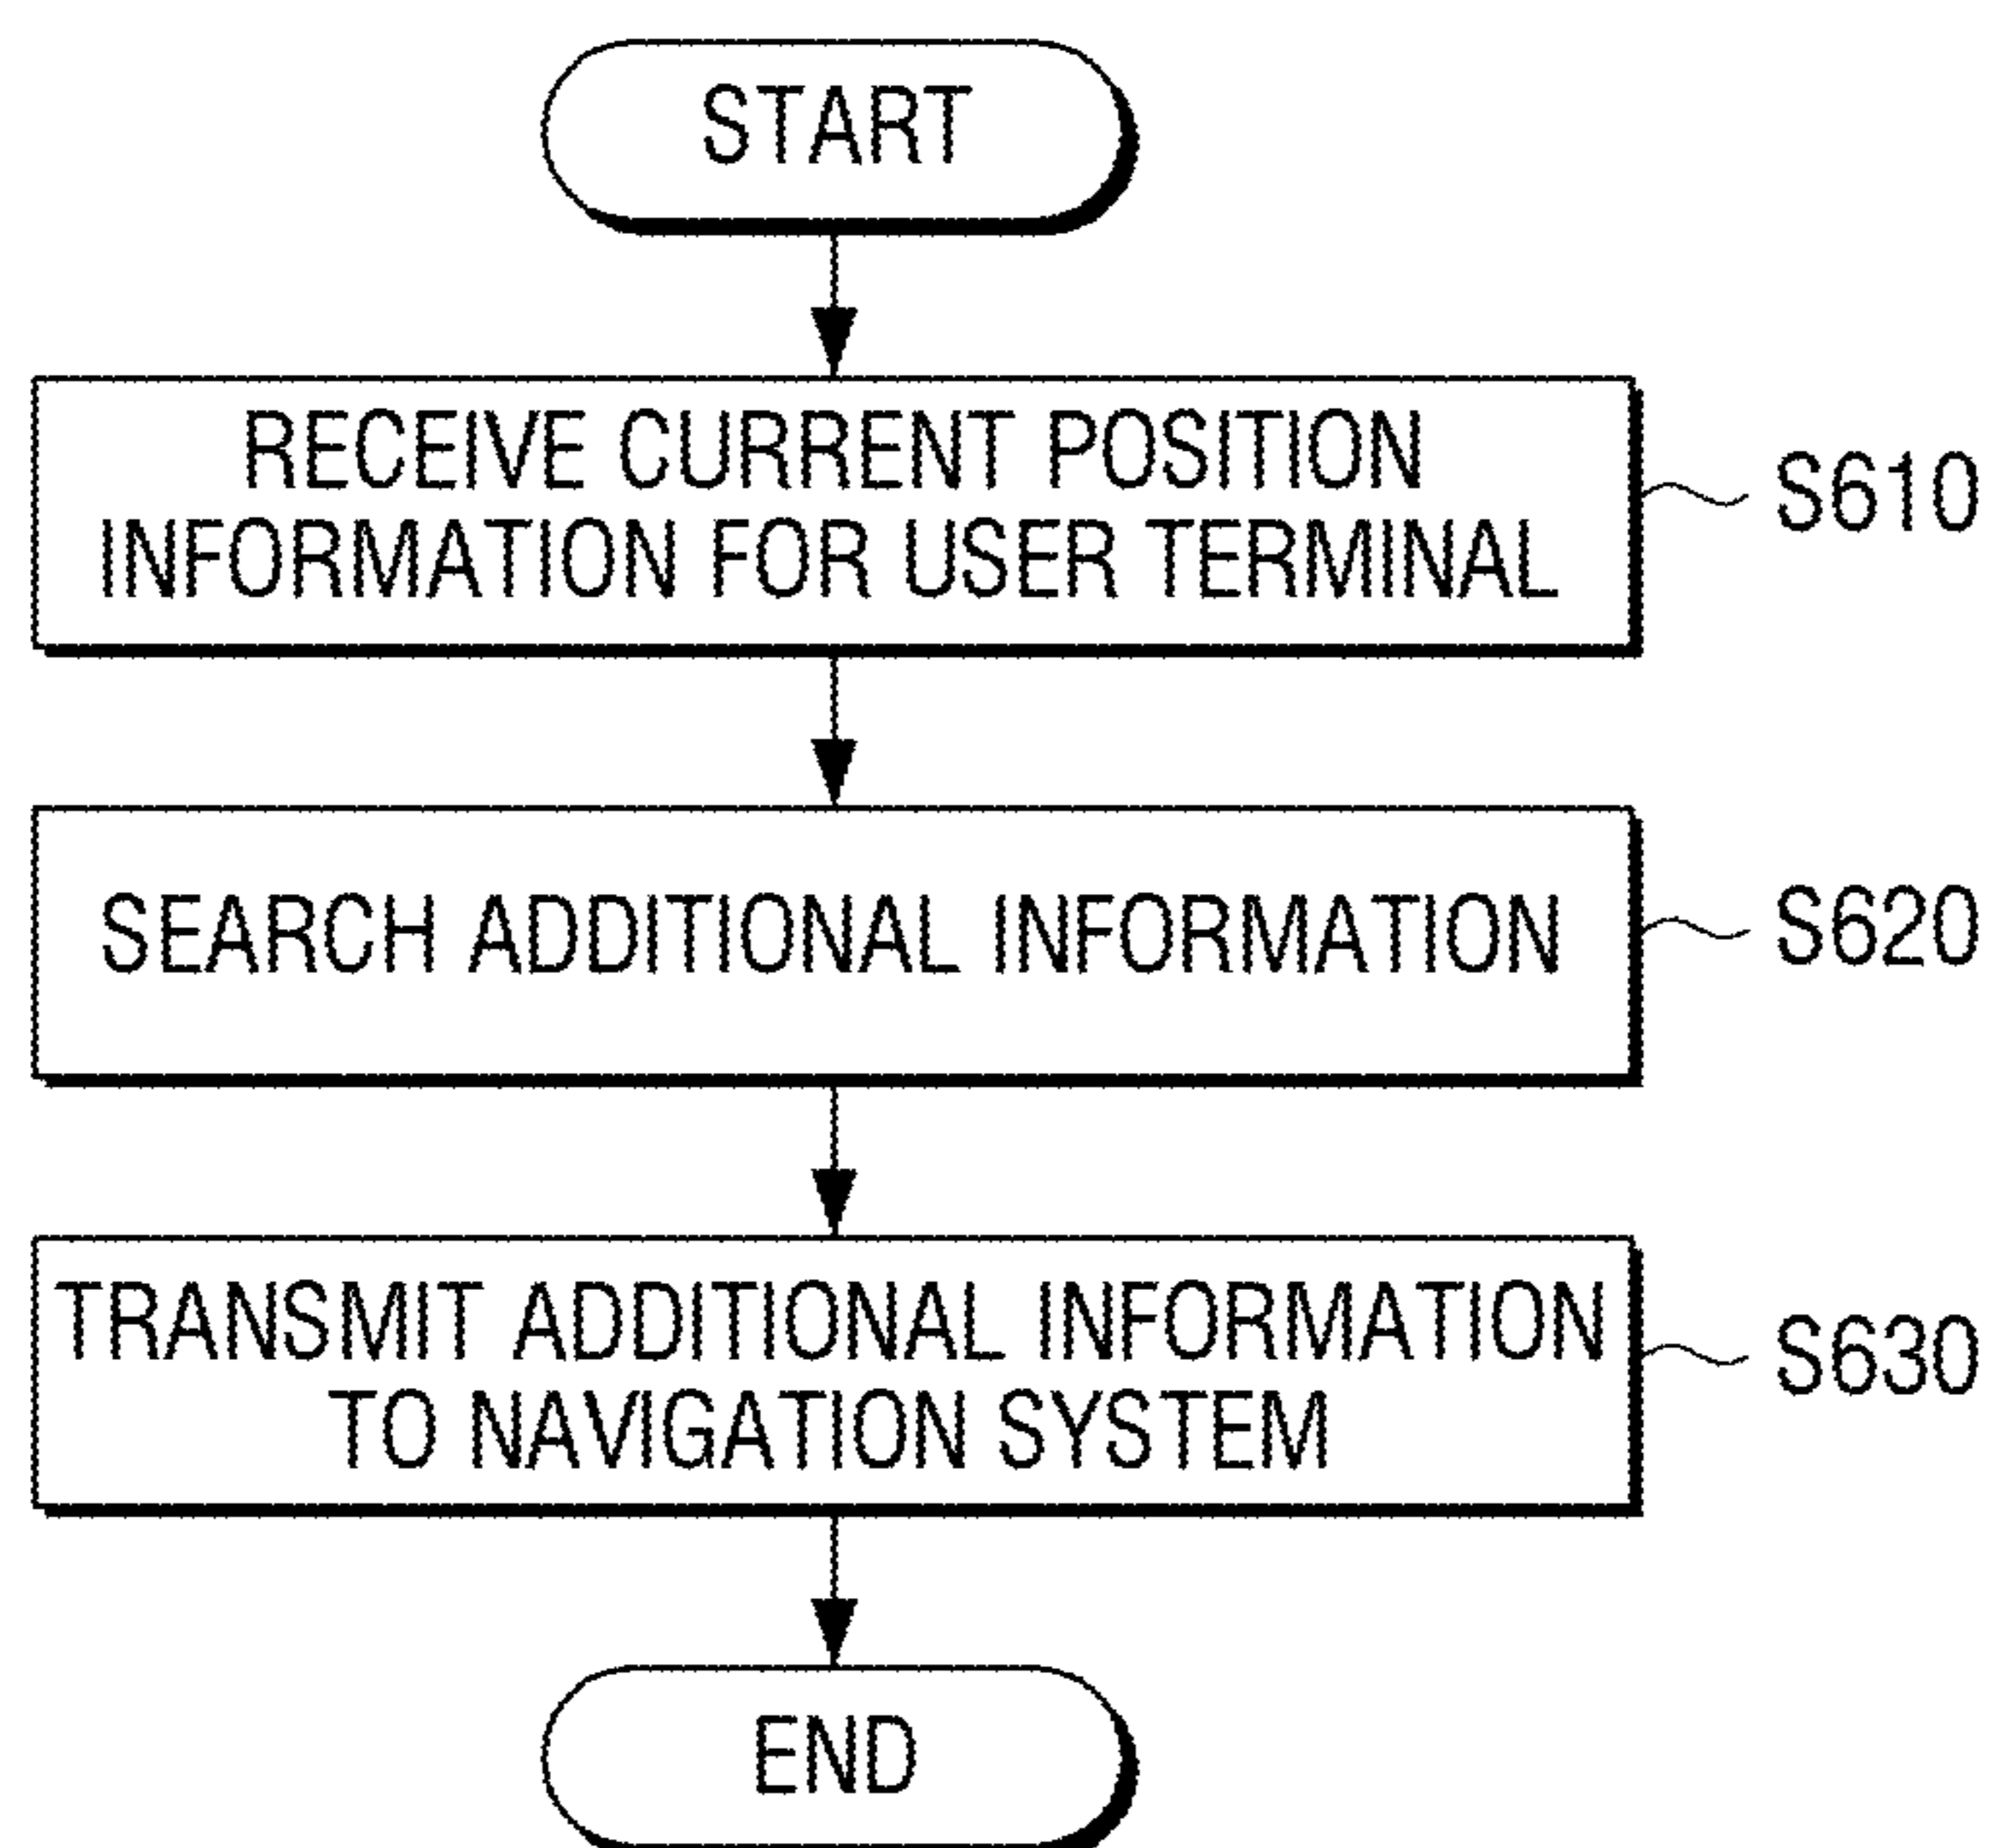 START
RECEIVE CURRENT POSITION
INFORMATION FOR USER TERMINAL
S610
SEARCH ADDITIONAL INFORMATION
S620
TRANSMIT ADDITIONAL INFORMATION
TO NAVIGATION SYSTEM
S630
END